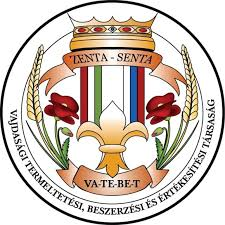 ZENTA - SENTA
VA-TE-BE-T
VAJDASÁGI TERMELTETÉSI, BESZERZÉSI ÉS ÉRTÉKESÍTÉSI TÁRSASÁG